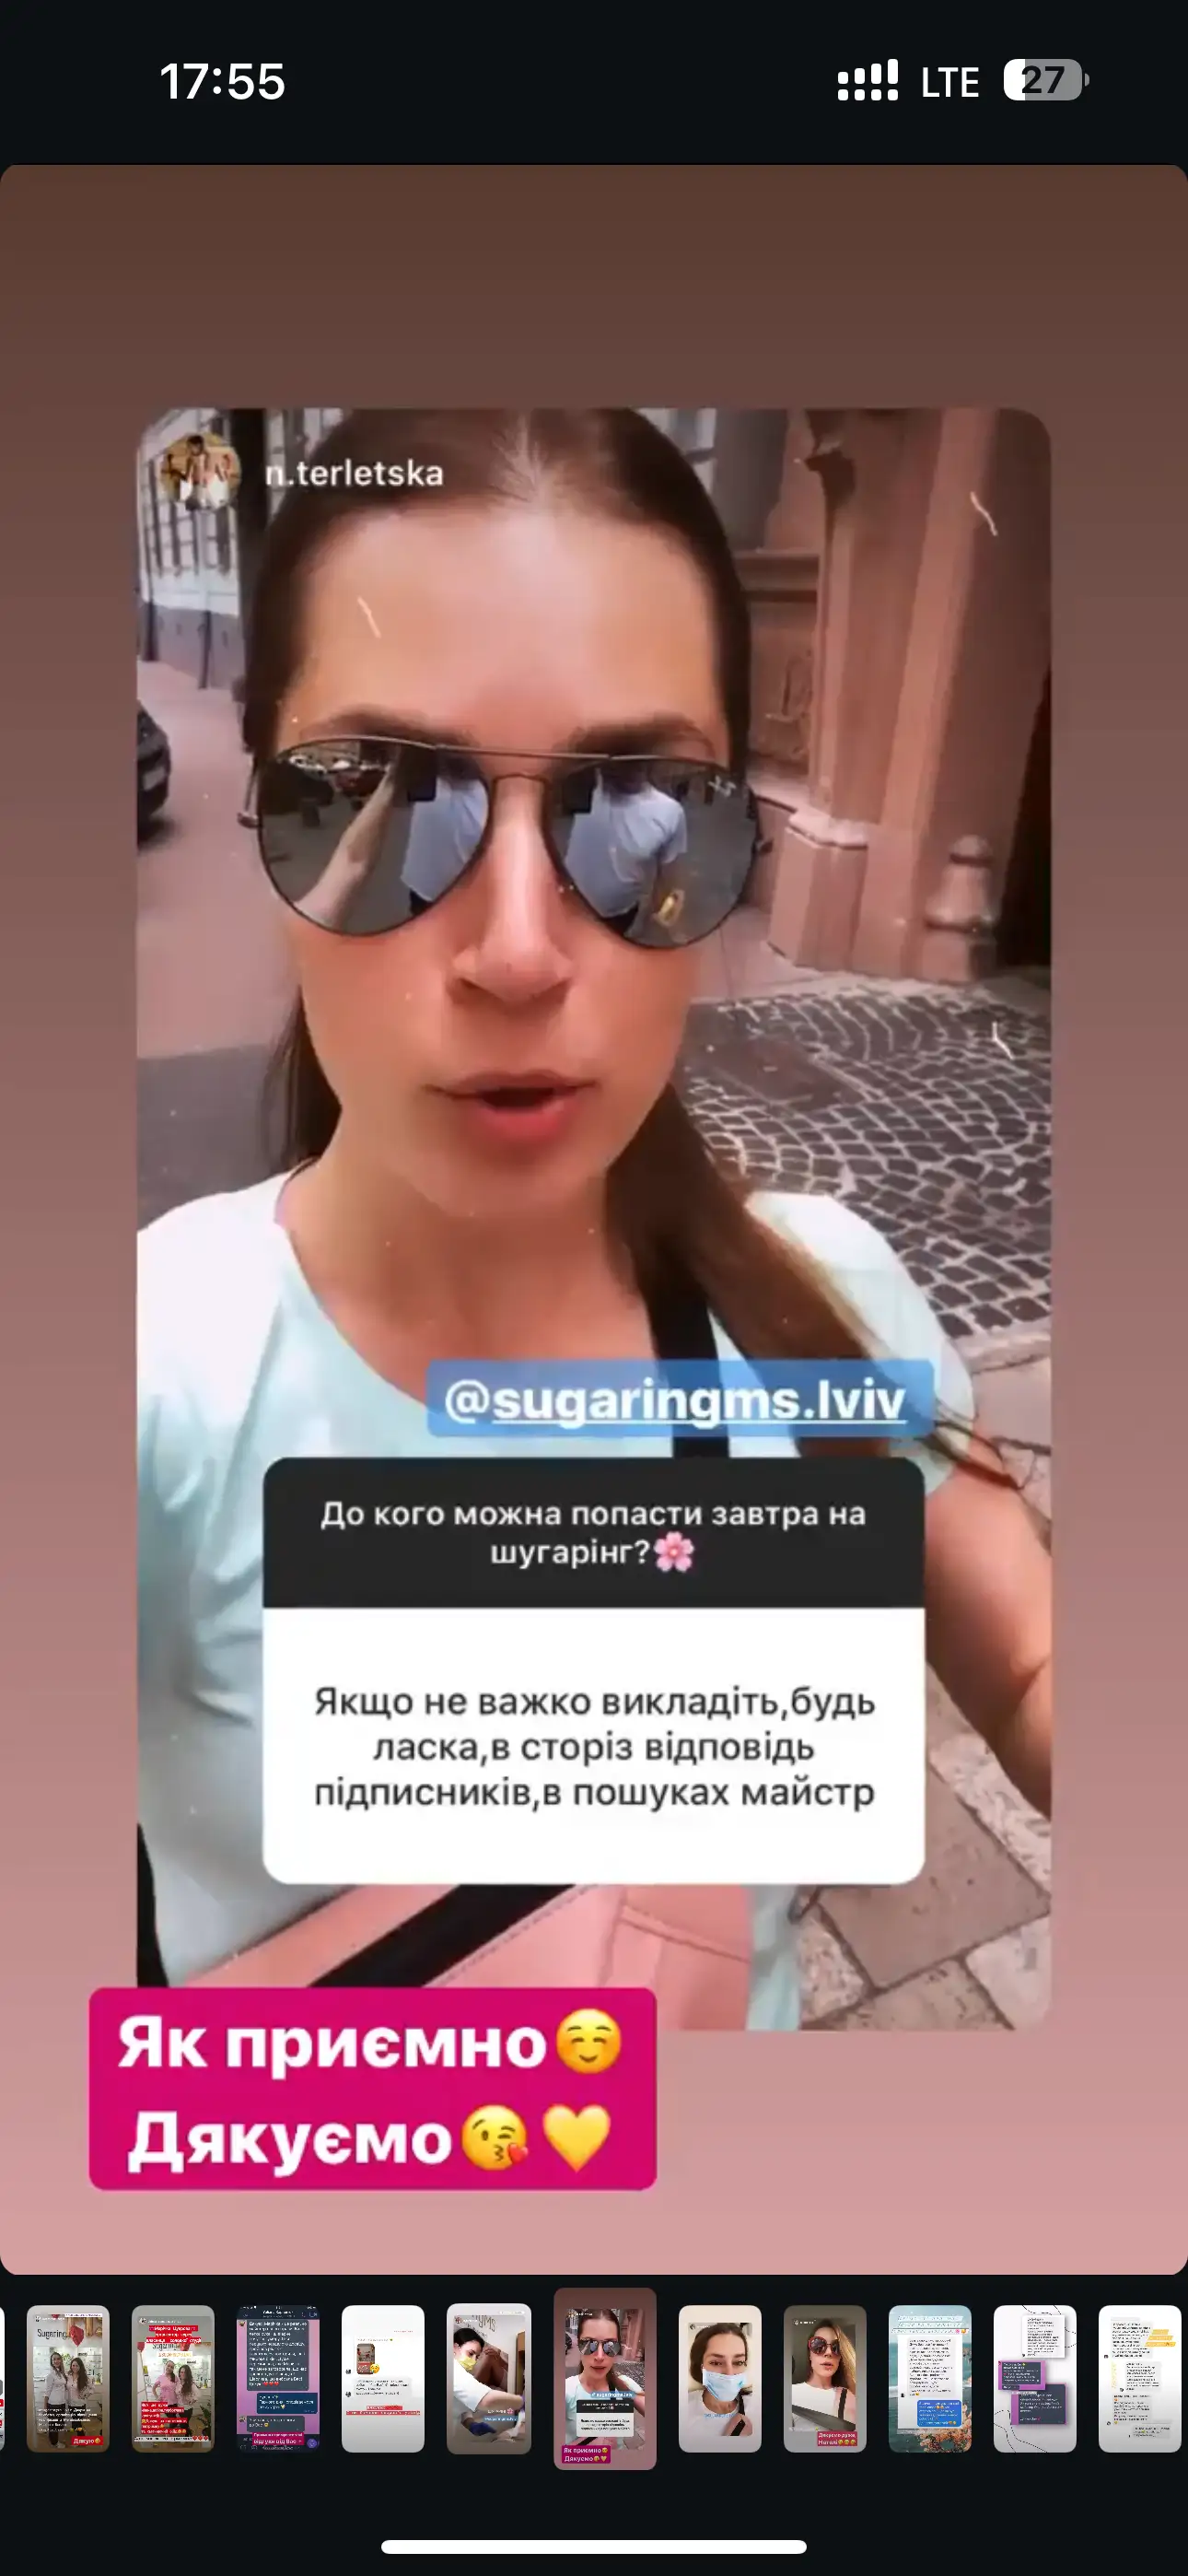 17:55
LTE 27
n.terletska
@sugaringms.lviv
До кого можна попасти завтра на
шугарінг?🌸
Якщо не важко викладіть,будь
ласка,в сторіз відповідь
підписників,в пошуках майстр
Як приємно☺️
Дякуємо😘💛